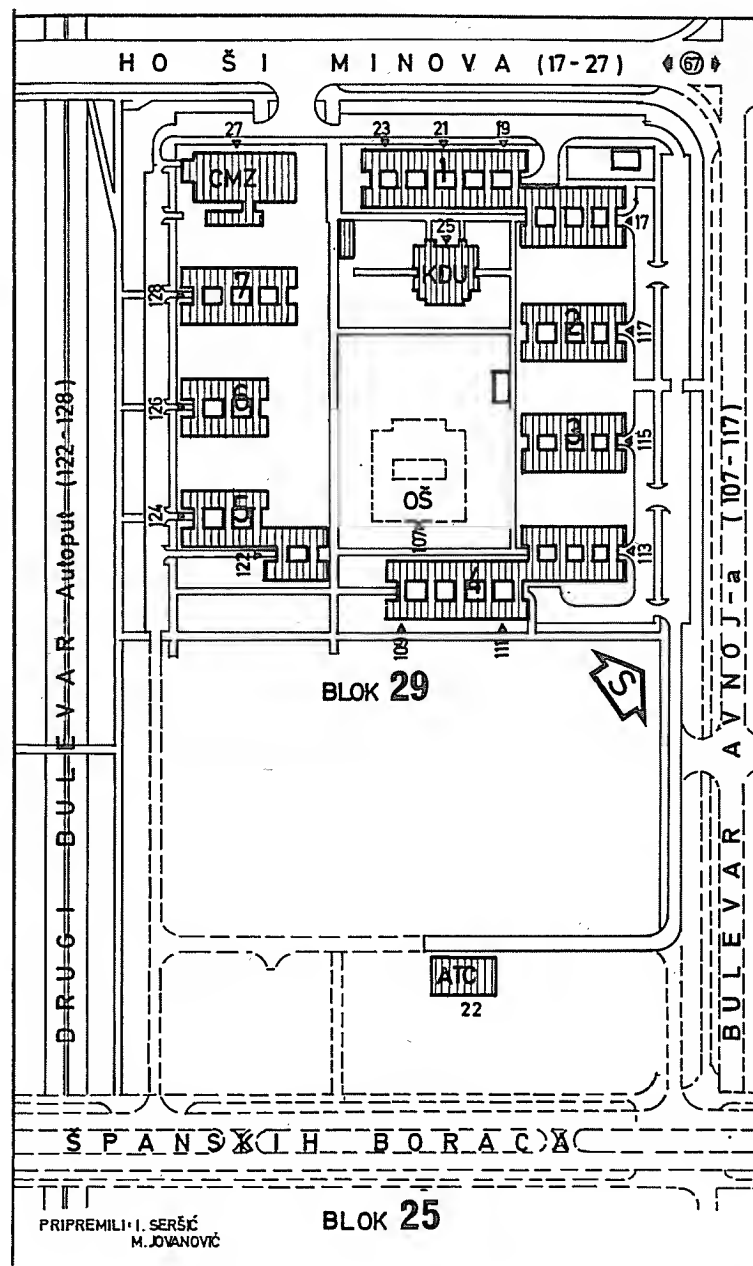 HO ŠI MINOVA (17-27) 67
27
23
21
19
CMZ
1
17
25
KDU
128
7
2
117
126
6
3
115
OŠ
107
124
5
122
113
4
109
111
BLOK 29
S
DRUGI BULEVAR - Autoput (122-128)
BULEVAR AVNOJ-a (107-117)
ATC
22
ŠPANSKIH BORACA
BLOK 25
PRIPREMILI: I. SERŠIĆ
M. JOVANOVIĆ